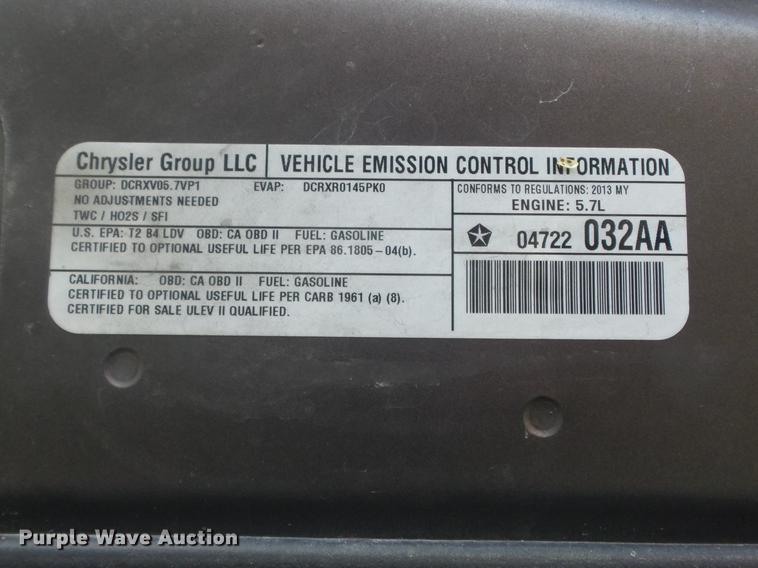 Chrysler Group LLC VEHICLE EMISSION CONTROL INFORMATION
GROUP: DCRXV05.7VP1 EVAP: DCRXR0145PK0
NO ADJUSTMENTS NEEDED
TWC / HO2S / SFI
CONFORMS TO REGULATIONS: 2013 MY
ENGINE: 5.7L
U.S. EPA: T2 B4 LDV OBD: CA OBD II FUEL: GASOLINE
CERTIFIED TO OPTIONAL USEFUL LIFE PER EPA 86.1805-04(b).
04722 032AA
CALIFORNIA: OBD: CA OBD II FUEL: GASOLINE
CERTIFIED TO OPTIONAL USEFUL LIFE PER CARB 1961 (a) (8).
CERTIFIED FOR SALE ULEV II QUALIFIED.
Purple Wave Auction